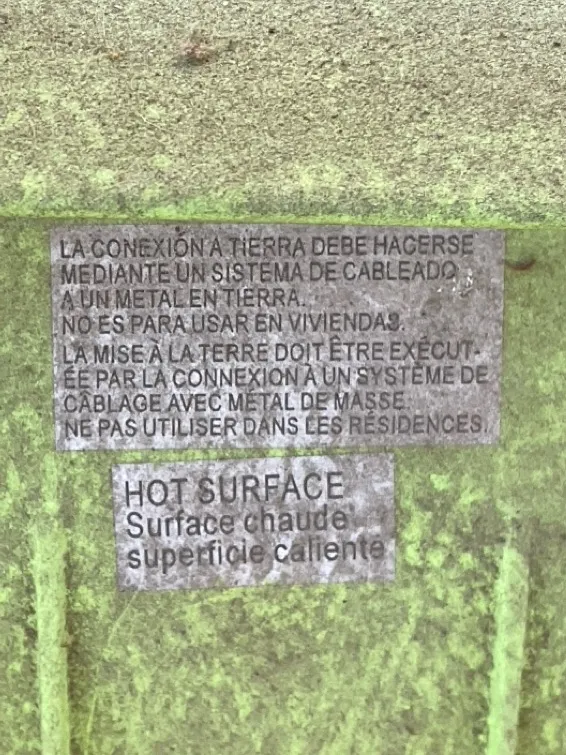 LA CONEXIÓN A TIERRA DEBE HACERSE
MEDIANTE UN SISTEMA DE CABLEADO
A UN METAL EN TIERRA.
NO ES PARA USAR EN VIVIENDAS.
LA MISE À LA TERRE DOIT ÊTRE EXÉCUT-
ÉE PAR LA CONNEXION À UN SYSTÈME DE
CÂBLAGE AVEC MÉTAL DE MASSE.
NE PAS UTILISER DANS LES RÉSIDENCES.
HOT SURFACE
Surface chaude
superficie caliente